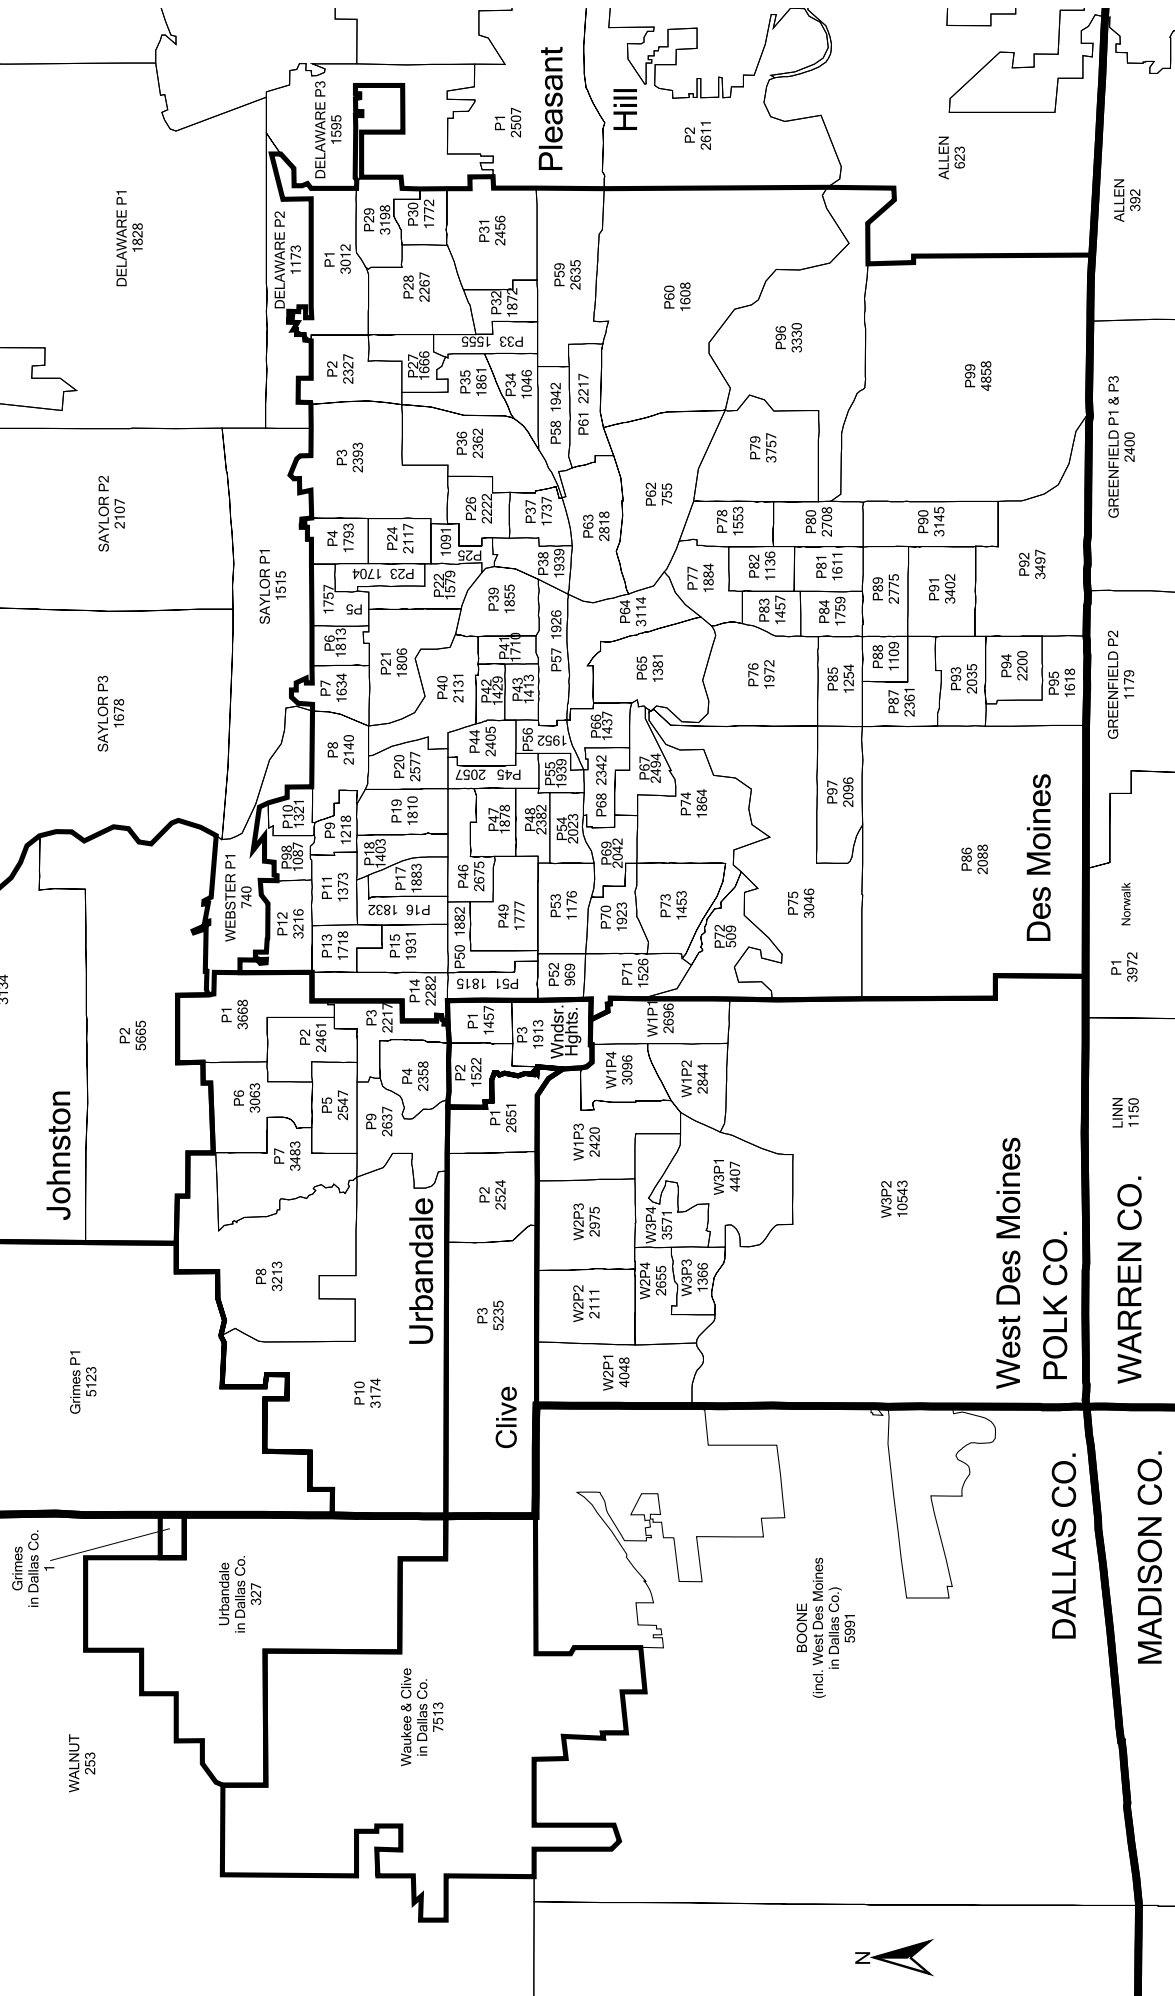 Grimes
in Dallas Co.
1
WALNUT
253
Urbandale
in Dallas Co.
327
Waukee & Clive
in Dallas Co.
7513
BOONE
(incl. West Des Moines
in Dallas Co.)
5991
DALLAS CO.
MADISON CO.
N
Grimes P1
5123
Johnston
3134
P2
5665
P10
3174
P8
3213
P7
3483
P6
3063
P5
2547
P9
2637
P4
2358
P3
2217
P2
2461
P1
3668
Urbandale
Clive
P3
5235
P2
2524
P1
2651
P2
1522
P1
1457
P3
1913
Wndsr.
Hghts.
W2P1
4048
W2P2
2111
W2P3
2975
W1P3
2420
W1P4
3096
W1P1
2696
W1P2
2844
W2P4
2655
W3P3
1366
W3P4
3571
W3P1
4407
W3P2
10543
West Des Moines
POLK CO.
WARREN CO.
LINN
1150
P1
3972
Norwalk
GREENFIELD P2
1179
GREENFIELD P1 & P3
2400
ALLEN
392
ALLEN
623
SAYLOR P3
1678
SAYLOR P2
2107
SAYLOR P1
1515
DELAWARE P1
1828
DELAWARE P2
1173
DELAWARE P3
1595
WEBSTER P1
740
P12
3216
P98
1087
P10
1321
P13
1718
P11
1373
P9
1218
P8
2140
P7
1634
P6
1813
P5
1757
P4
1793
P3
2393
P2
2327
P1
3012
P14
2282
P15
1931
P16 1832
P17
1883
P18
1403
P19
1810
P20
2577
P21
1806
P22
1579
P23 1704
P24
2117
P25
1091
P26
2222
P27
1666
P28
2267
P29
3198
P30
1772
P31
2456
P32
1872
P33 1555
P34
1046
P35
1861
P36
2362
P37
1737
P38
1939
P39
1855
P40
2131
P41
1710
P42
1429
P43
1413
P44
2405
P45 2057
P46
2675
P47
1878
P48
2382
P49
1777
P50 1882
P51 1815
P52
969
P53
1176
P54
2023
P55
1939
P56
1952
P57 1926
P58 1942
P59
2635
P60
1608
P61 2217
P62
755
P63
2818
P64
3114
P65
1381
P66
1437
P67
2494
P68 2342
P69
2042
P70
1923
P71
1526
P72
509
P73
1453
P74
1864
P75
3046
P76
1972
P77
1884
P78
1553
P79
3757
P80
2708
P81
1611
P82
1136
P83
1457
P84
1759
P85
1254
P86
2088
P87
2361
P88
1109
P89
2775
P90
3145
P91
3402
P92
3497
P93
2035
P94
2200
P95
1618
P96
3330
P97
2096
P99
4858
Des Moines
P1
2507
Pleasant
Hill
P2
2611